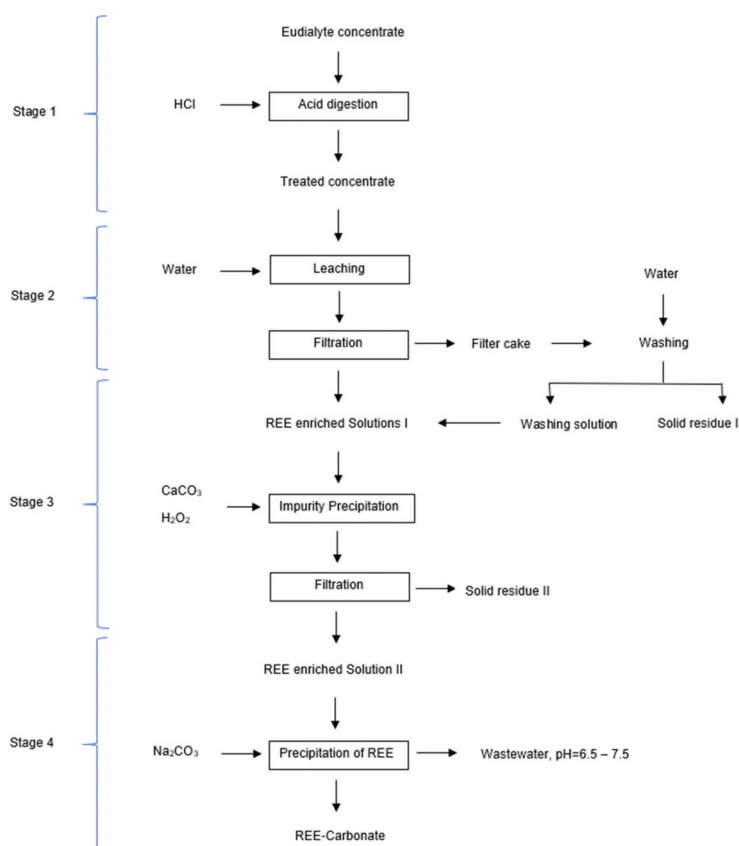 Eudialyte concentrate
Stage 1
HCl
Acid digestion
Treated concentrate
Stage 2
Water
Leaching
Water
Filtration
Filter cake
Washing
REE enriched Solutions I
Washing solution
Solid residue I
Stage 3
CaCO₃
H₂O₂
Impurity Precipitation
Filtration
Solid residue II
REE enriched Solution II
Stage 4
Na₂CO₃
Precipitation of REE
Wastewater, pH=6.5 – 7.5
REE-Carbonate